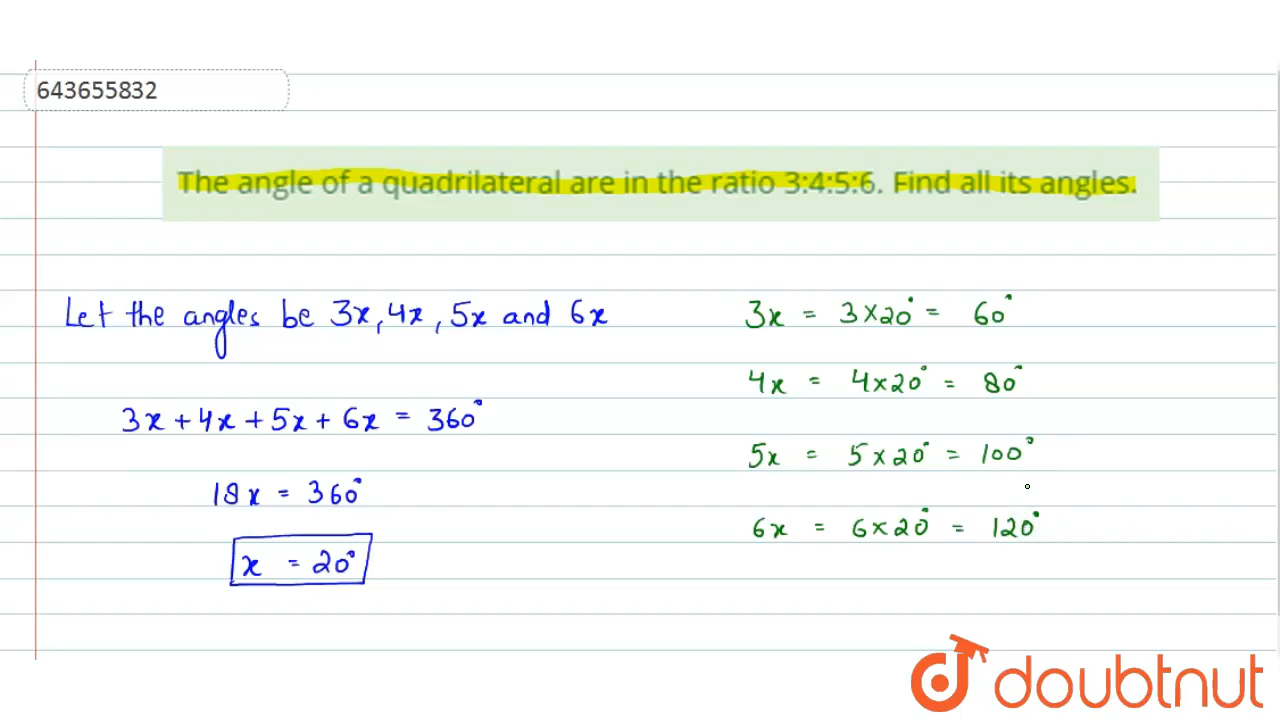 643655832
The angle of a quadrilateral are in the ratio 3:4:5:6. Find all its angles.
Let the angles be 3x, 4x, 5x and 6x
3x + 4x + 5x + 6x = 360°
18x = 360°
x = 20°
3x = 3×20° = 60°
4x = 4×20° = 80°
5x = 5×20° = 100°
6x = 6×20° = 120°
doubtnut